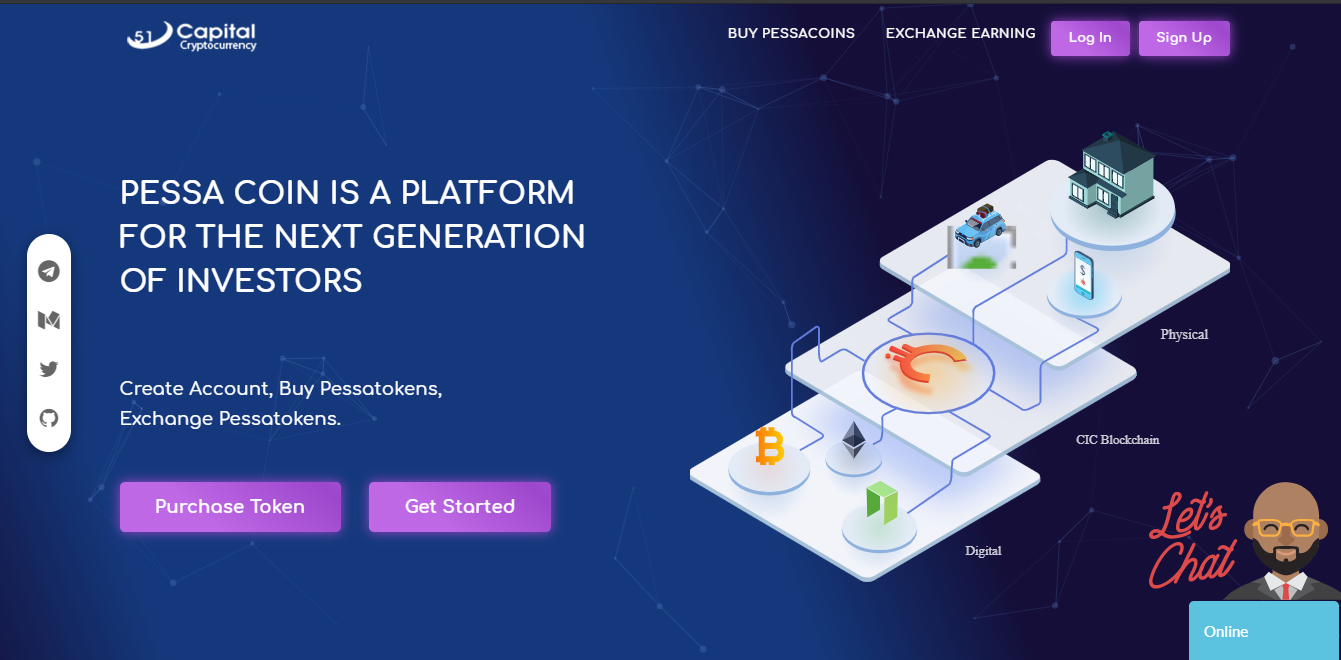 51 Capital
Cryptocurrency
BUY PESSACOINS
EXCHANGE EARNING
Log In
Sign Up
PESSA COIN IS A PLATFORM
FOR THE NEXT GENERATION
OF INVESTORS
Create Account, Buy Pessatokens,
Exchange Pessatokens.
Purchase Token
Get Started
Physical
CIC Blockchain
Digital
Let's
Chat
Online